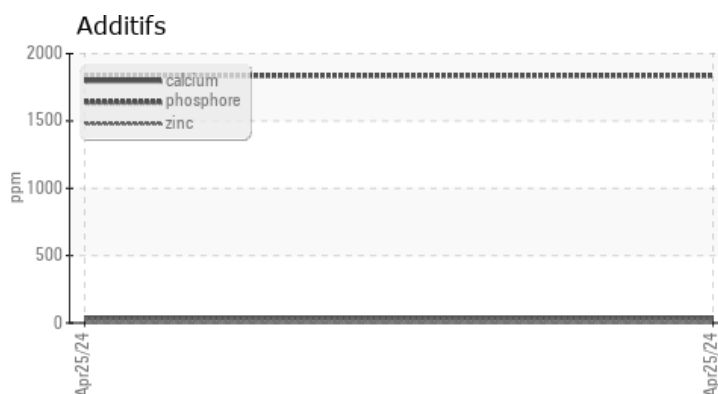 Additifs
2000
calcium
phosphore
zinc
1500
1000
500
0
ppm
Apr25/24
Apr25/24